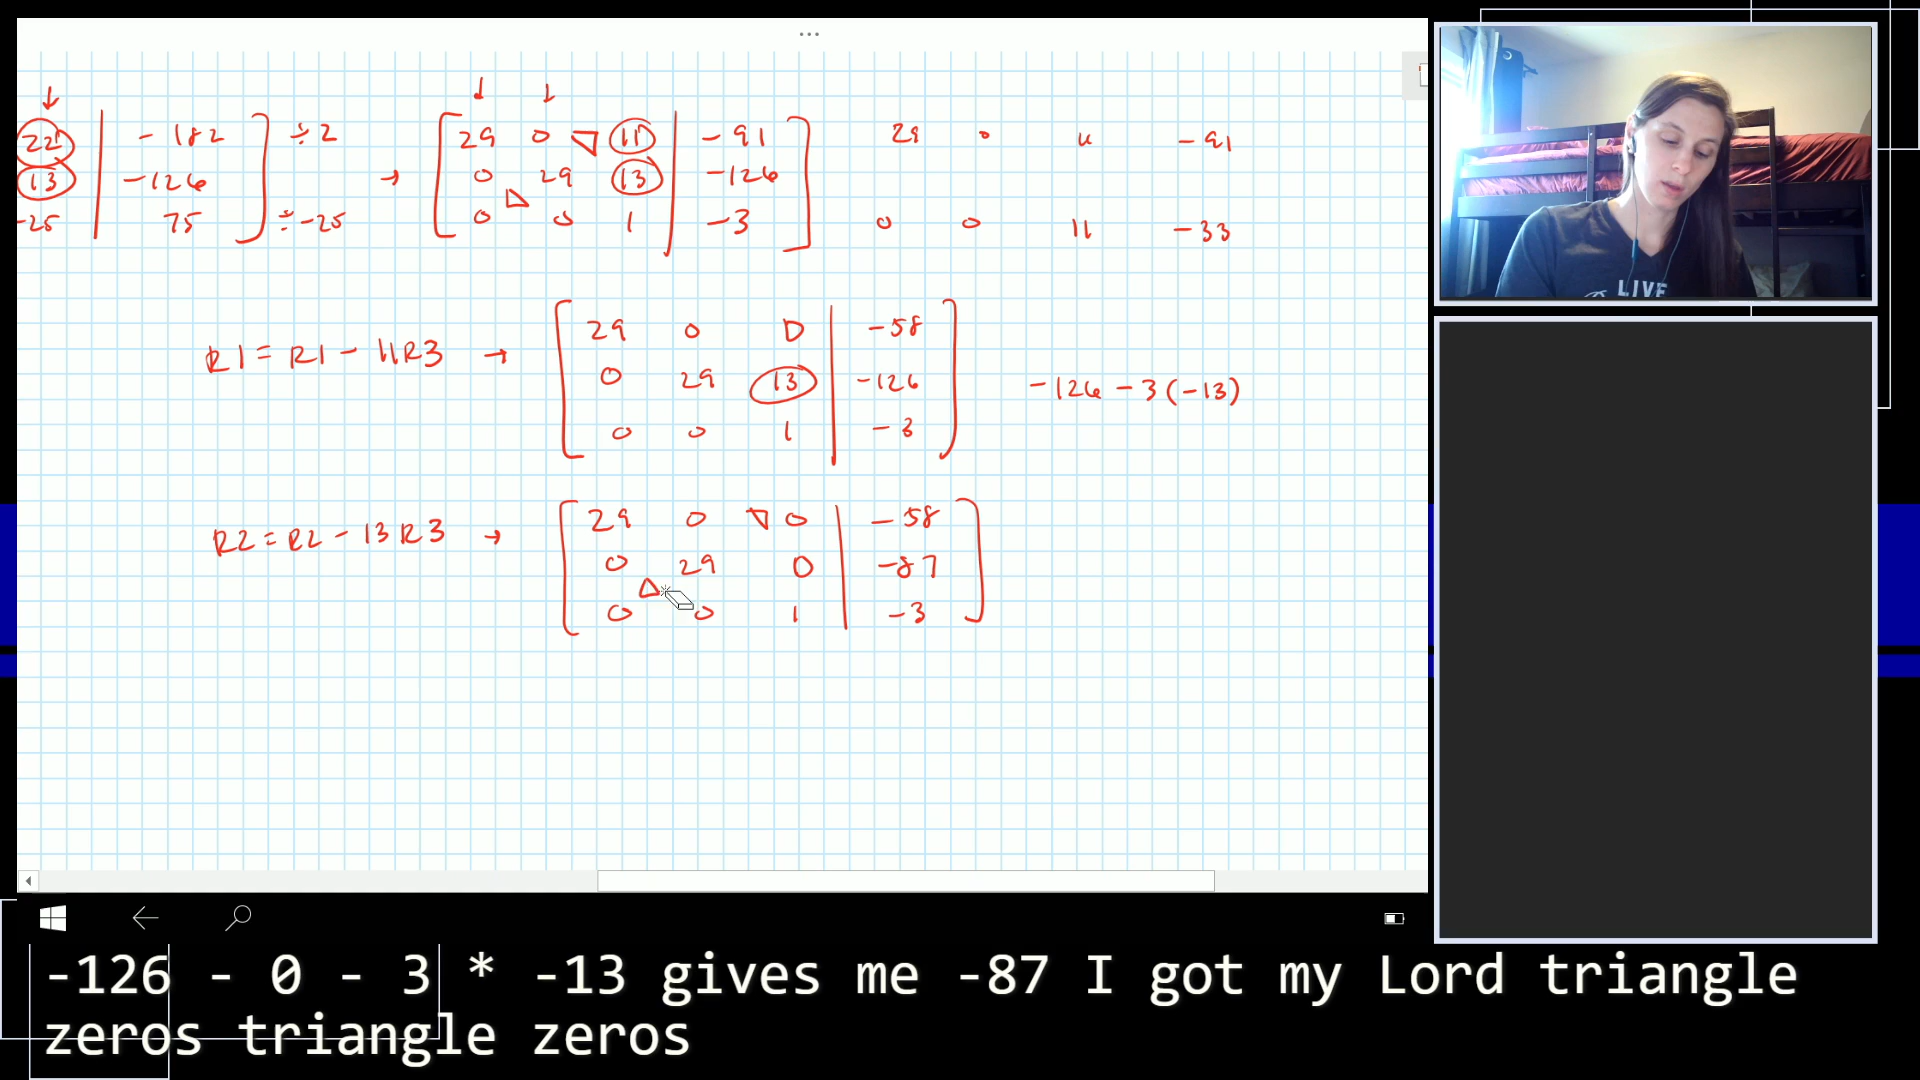 22 | -182 ] ÷2
13 | -126 ]
-25 | 75 ] ÷-25
→
[ 29 0 11 | -91 ]
[ 0 29 13 | -126 ]
[ 0 0 1 | -3 ]
29 0 11 -91
0 0 11 -33
R1 = R1 - 11R3 →
[ 29 0 0 | -58 ]
[ 0 29 13 | -126 ]
[ 0 0 1 | -3 ]
-126 - 3(-13)
R2 = R2 - 13R3 →
[ 29 0 0 | -58 ]
[ 0 29 0 | -87 ]
[ 0 0 1 | -3 ]
LIVE
-126 - 0 - 3 * -13 gives me -87 I got my Lord triangle
zeros triangle zeros